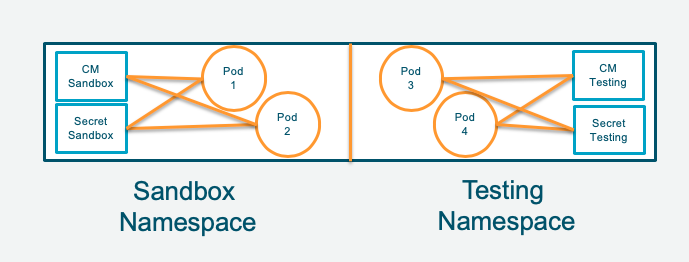 CM
Sandbox
Secret
Sandbox
Pod
1
Pod
2
Pod
3
Pod
4
CM
Testing
Secret
Testing
Sandbox
Namespace
Testing
Namespace